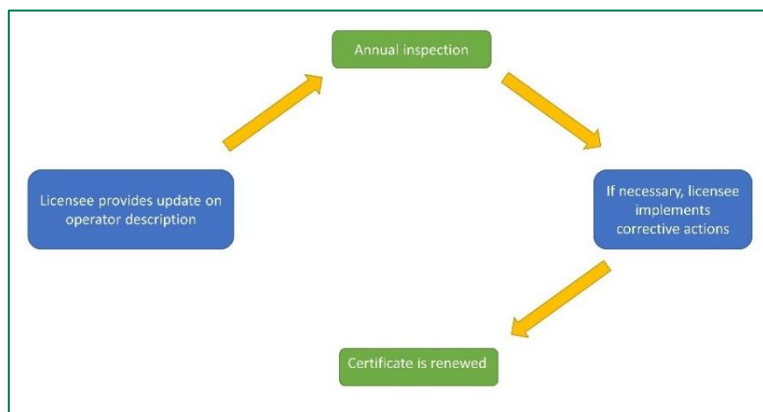 Annual inspection
Licensee provides update on
operator description
If necessary, licensee
implements
corrective actions
Certificate is renewed